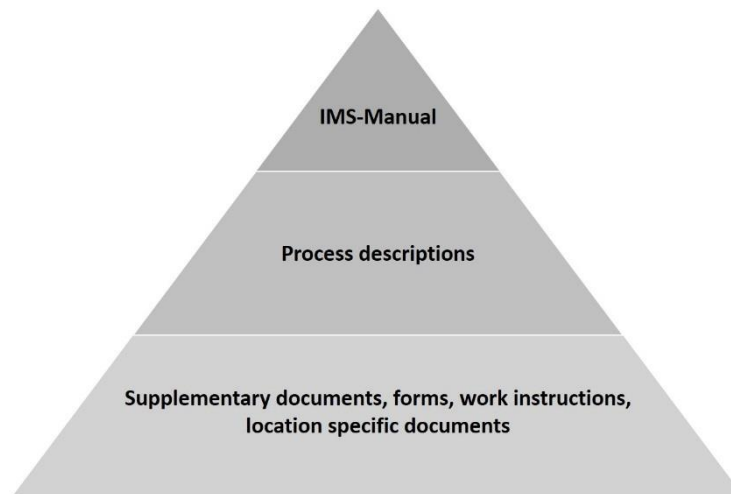 IMS-Manual
Process descriptions
Supplementary documents, forms, work instructions,
location specific documents